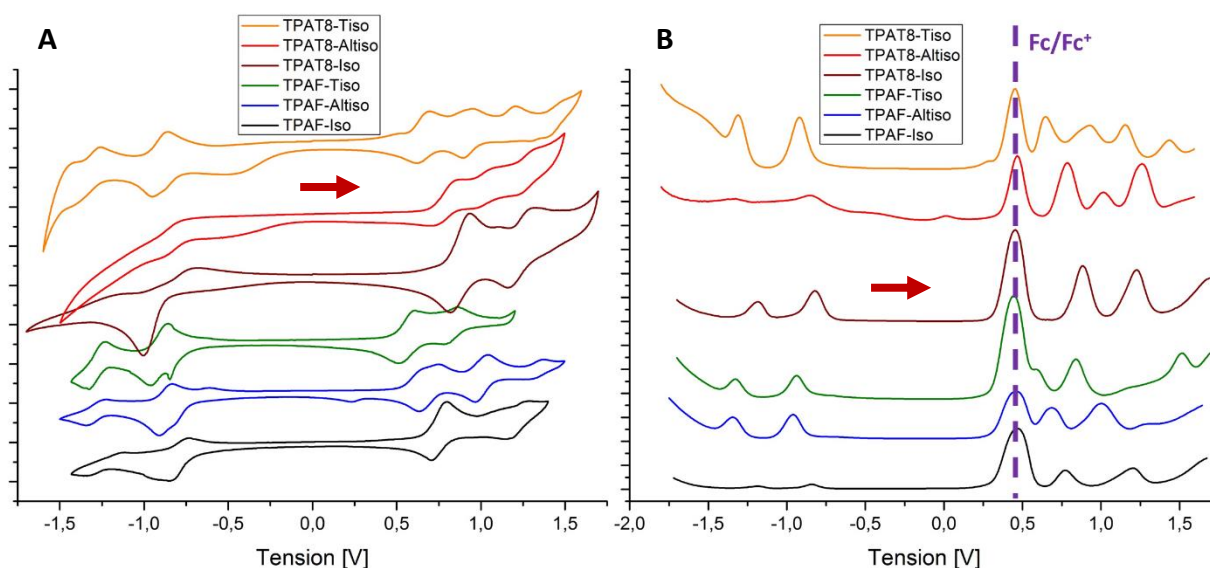 A
TPAT8-Tiso
TPAT8-Altiso
TPAT8-Iso
TPAF-Tiso
TPAF-Altiso
TPAF-Iso
-1,5 -1,0 -0,5 0,0 0,5 1,0 1,5
Tension [V]
B
Fc/Fc⁺
TPAT8-Tiso
TPAT8-Altiso
TPAT8-Iso
TPAF-Tiso
TPAF-Altiso
TPAF-Iso
-2,0 -1,5 -1,0 -0,5 0,0 0,5 1,0 1,5
Tension [V]